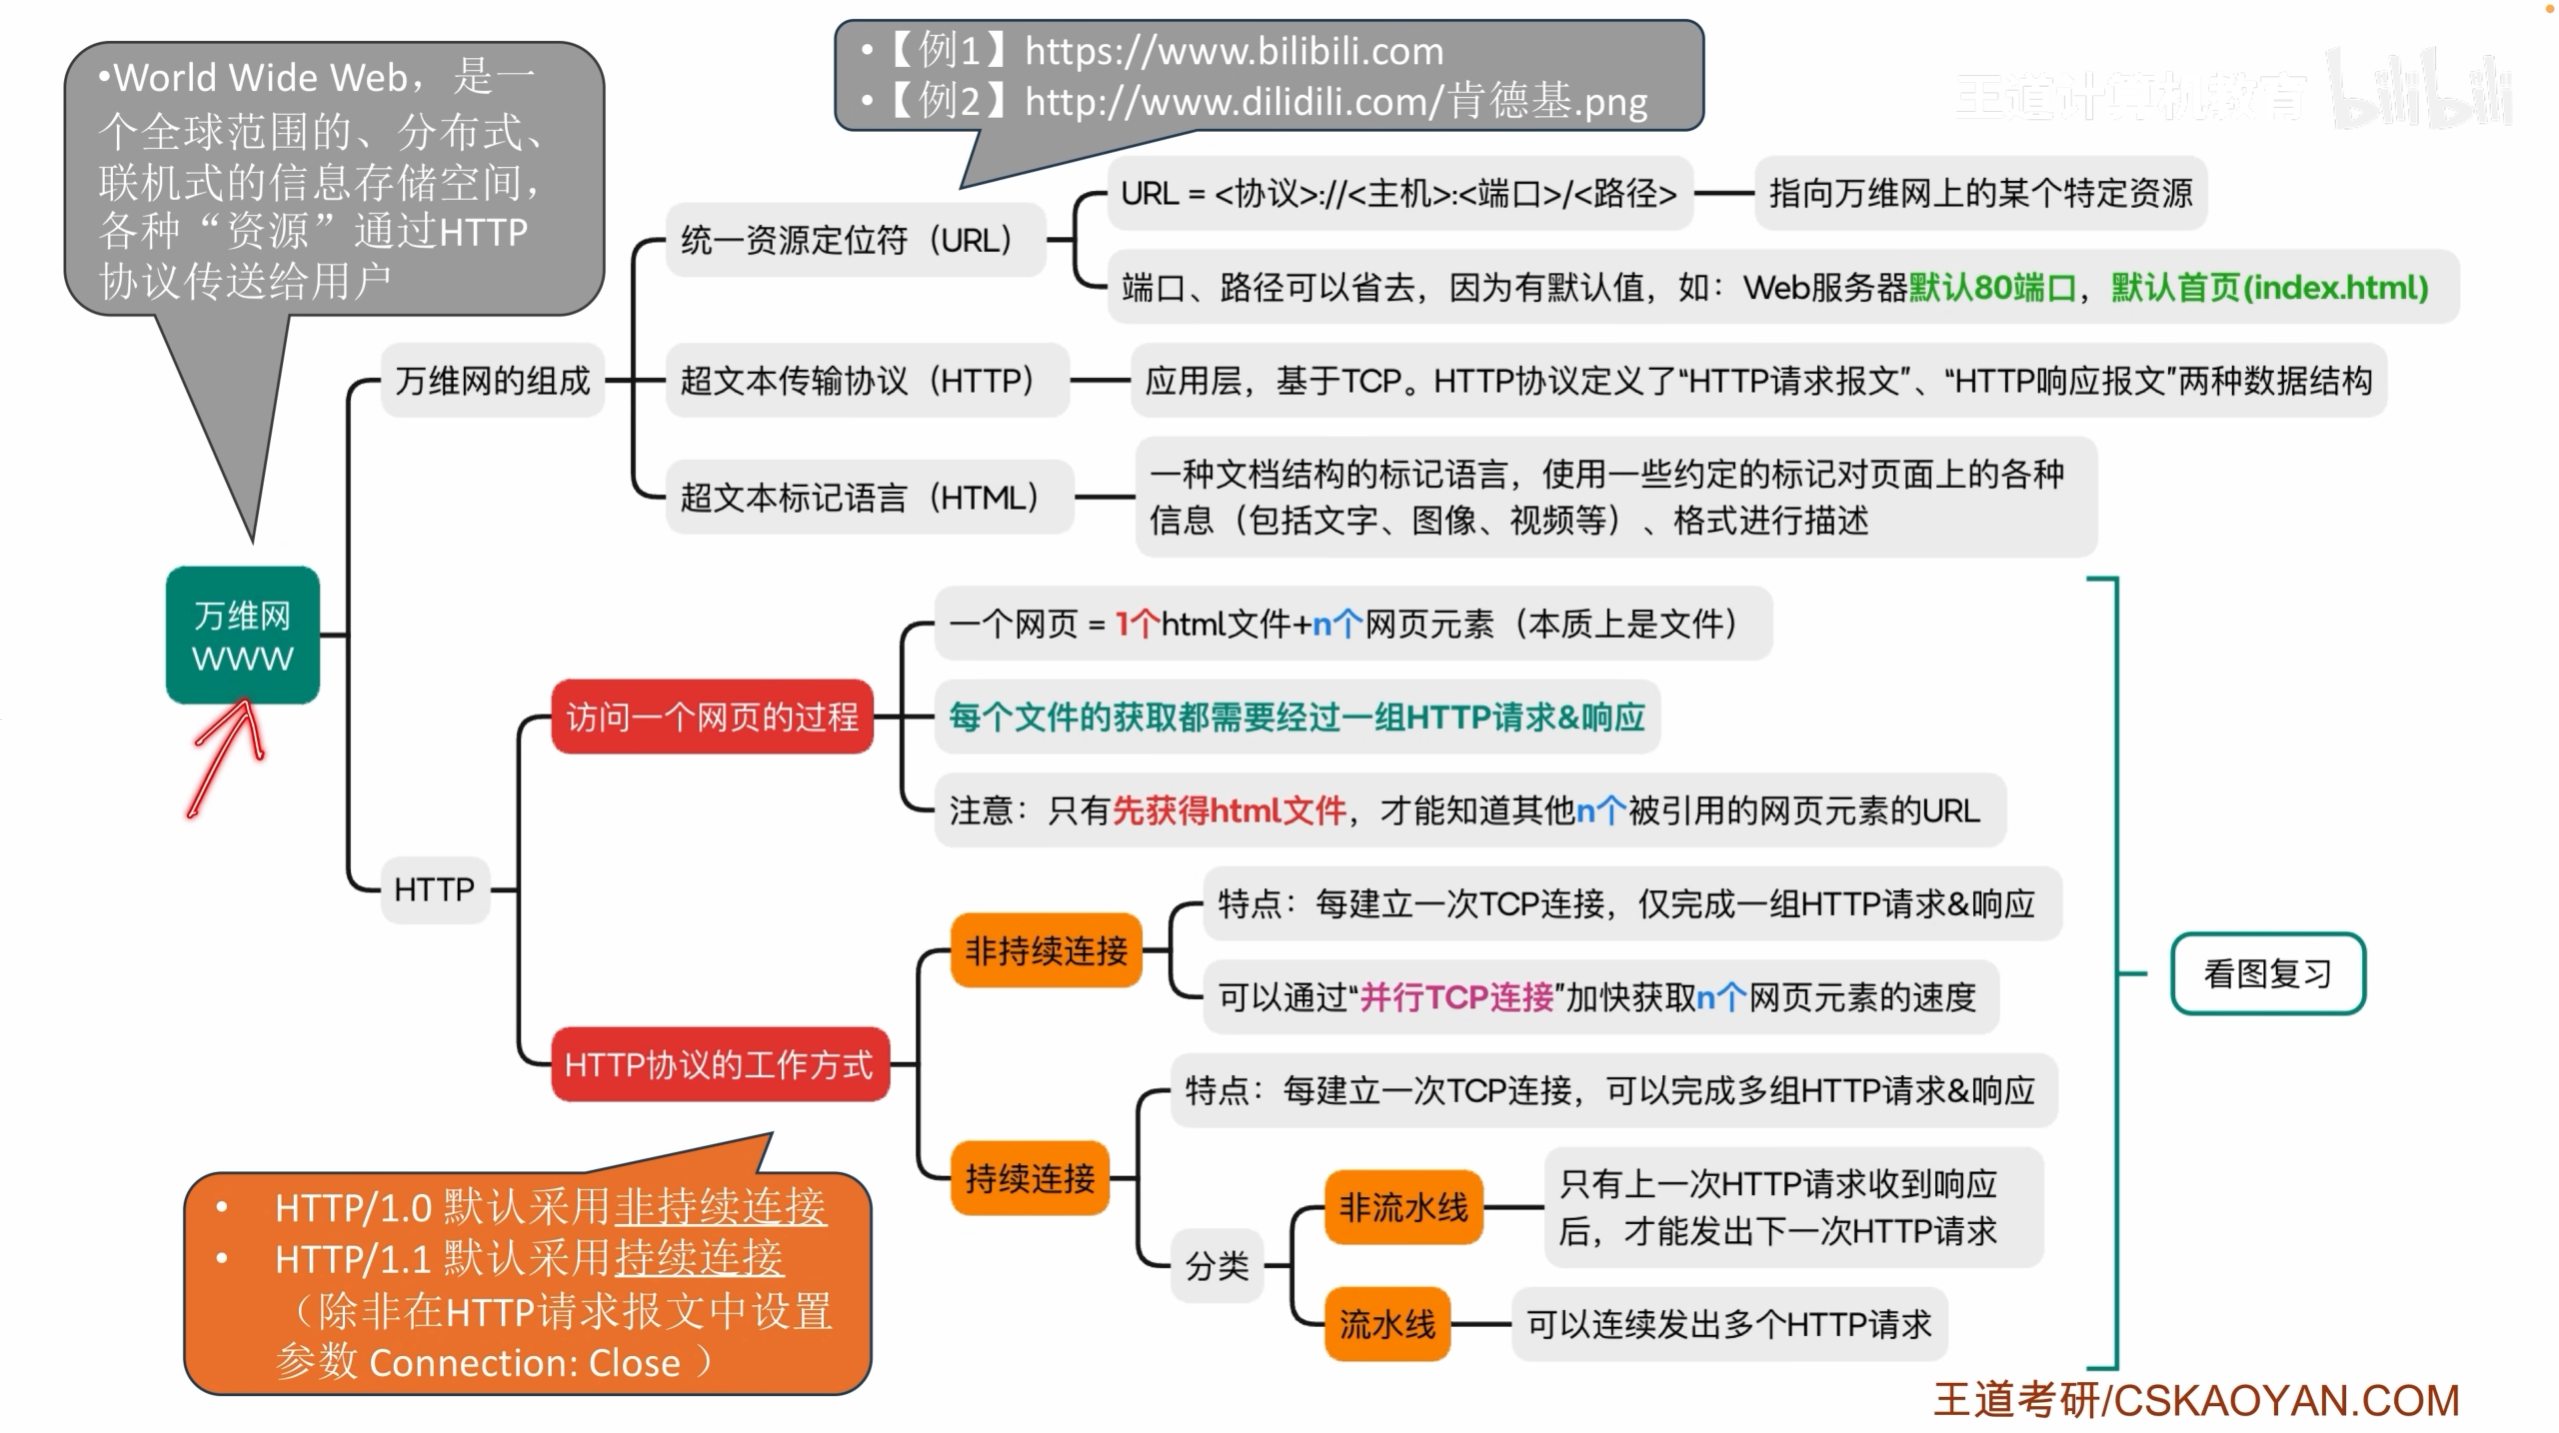 •World Wide Web，是一
个全球范围的、分布式、
联机式的信息存储空间，
各种“资源”通过HTTP
协议传送给用户
•【例1】https://www.bilibili.com
•【例2】http://www.dilidili.com/肯德基.png
王道计算机教育 bilibili
统一资源定位符（URL）
URL = <协议>://<主机>:<端口>/<路径>
指向万维网上的某个特定资源
端口、路径可以省去，因为有默认值，如：Web服务器默认80端口，默认首页(index.html)
万维网的组成
超文本传输协议（HTTP）
应用层，基于TCP。HTTP协议定义了“HTTP请求报文”、“HTTP响应报文”两种数据结构
超文本标记语言（HTML）
一种文档结构的标记语言，使用一些约定的标记对页面上的各种
信息（包括文字、图像、视频等）、格式进行描述
万维网
WWW
HTTP
访问一个网页的过程
一个网页 = 1个html文件+n个网页元素（本质上是文件）
每个文件的获取都需要经过一组HTTP请求&响应
注意：只有先获得html文件，才能知道其他n个被引用的网页元素的URL
HTTP协议的工作方式
非持续连接
特点：每建立一次TCP连接，仅完成一组HTTP请求&响应
可以通过“并行TCP连接”加快获取n个网页元素的速度
持续连接
特点：每建立一次TCP连接，可以完成多组HTTP请求&响应
分类
非流水线
只有上一次HTTP请求收到响应
后，才能发出下一次HTTP请求
流水线
可以连续发出多个HTTP请求
看图复习
• HTTP/1.0 默认采用非持续连接
• HTTP/1.1 默认采用持续连接
（除非在HTTP请求报文中设置
参数 Connection: Close ）
王道考研/CSKAOYAN.COM